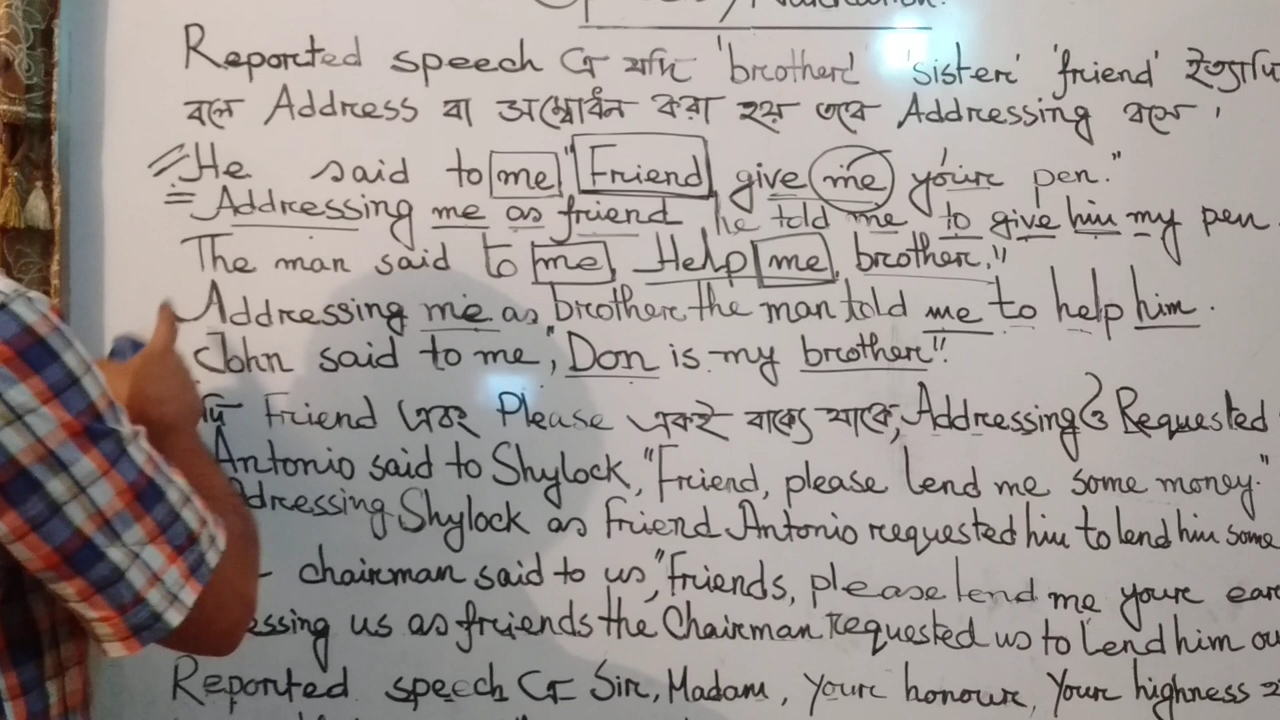 Reported speech এ যদি 'brother' 'sister' 'friend' ইত্যাদি
বলে Address বা সম্বোধন করা হয় তবে Addressing বসে।
He said to me, "Friend give me your pen."
= Addressing me as friend he told me to give him my pen.
The man said to me, Help me, brother."
Addressing me as brother the man told me to help him.
John said to me, "Don is my brother".
Friend এবং Please একই বাক্যে থাকে, Addressing ও Requested
Antonio said to Shylock, "Friend, please lend me some money."
Addressing Shylock as friend Antonio requested him to lend him some
chairman said to us, "friends, please lend me your ear
essing us as friends the Chairman requested us to lend him ou
Reported speech এ Sir, Madam, Your honour, Your highness